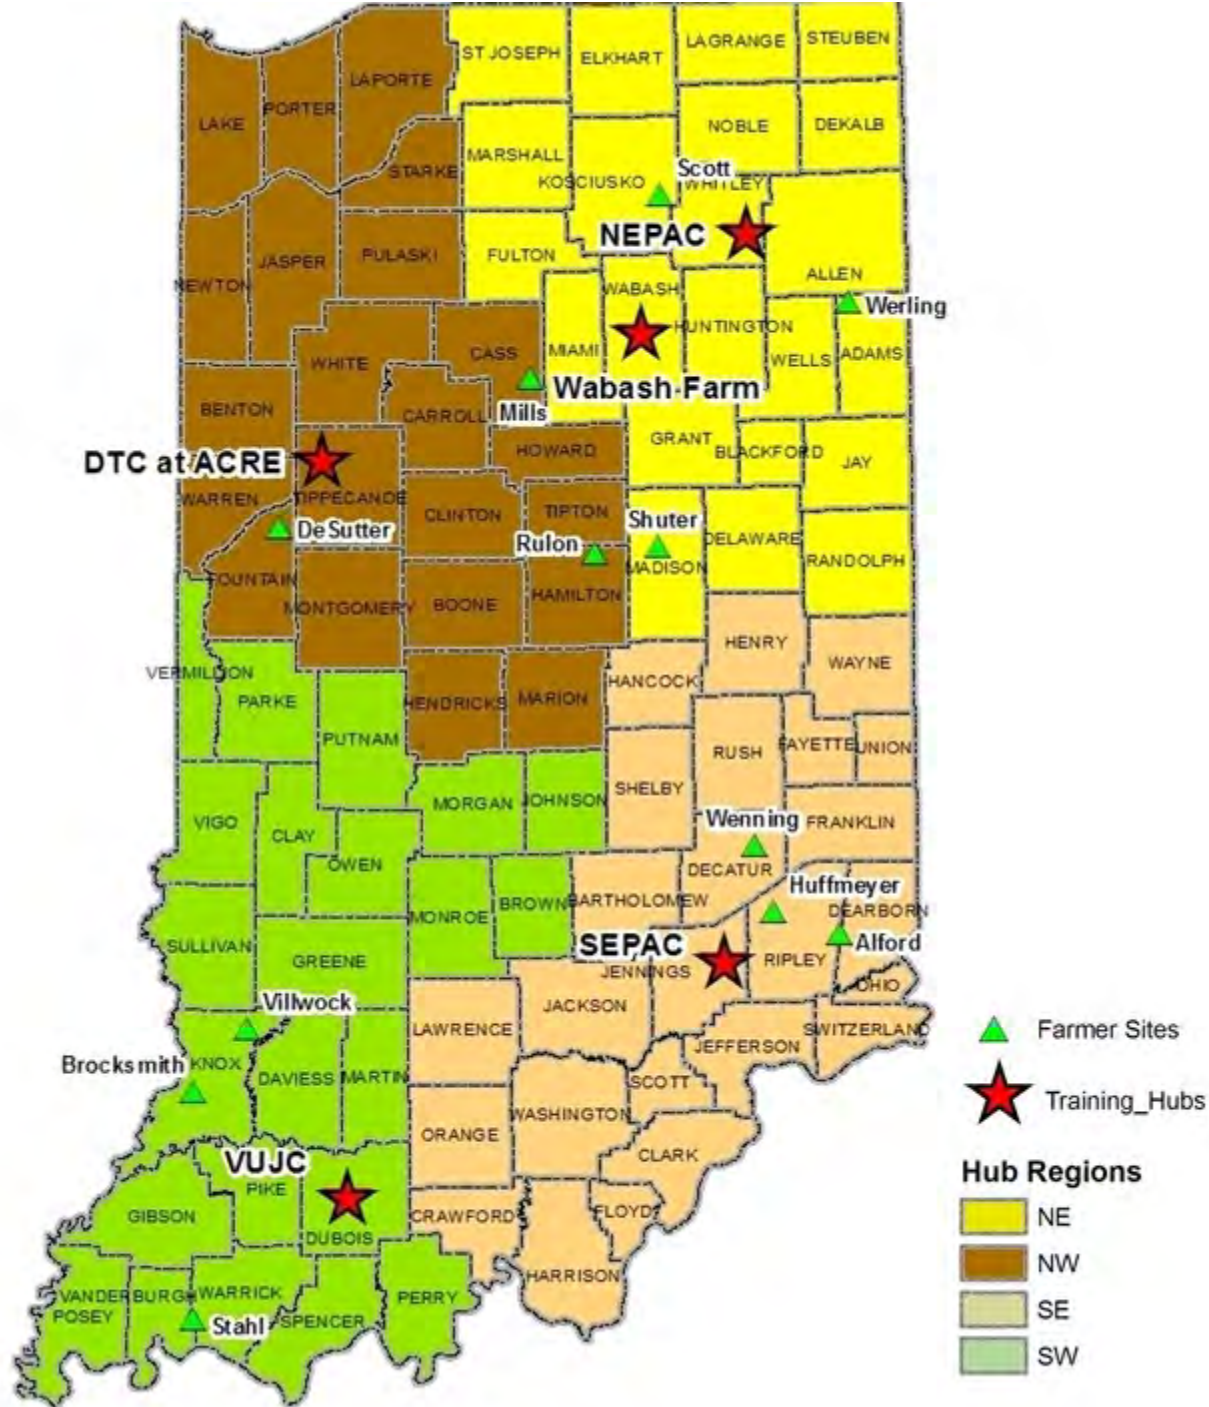 ST JOSEPH
ELKHART
LAGRANGE
STEUBEN
LAPORTE
PORTER
LAKE
NOBLE
DEKALB
MARSHALL
STARKE
KOSCIUSKO
Scott
WHITLEY
NEPAC
PULASKI
FULTON
JASPER
NEWTON
ALLEN
WABASH
Werling
HUNTINGTON
MIAMI
CASS
WHITE
WELLS
ADAMS
Wabash Farm
BENTON
CARROLL
Mills
GRANT
BLACKFORD
JAY
HOWARD
DTC at ACRE
WARREN
TIPPECANOE
CLINTON
TIPTON
Shuter
DeSutter
Rulon
DELAWARE
RANDOLPH
MADISON
FOUNTAIN
MONTGOMERY
BOONE
HAMILTON
HENRY
WAYNE
VERMILLION
PARKE
HANCOCK
HENDRICKS
MARION
PUTNAM
RUSH
FAYETTE
UNION
SHELBY
MORGAN
JOHNSON
VIGO
CLAY
Wenning
FRANKLIN
OWEN
DECATUR
Huffmeyer
BROWN
BARTHOLOMEW
MONROE
DEARBORN
SULLIVAN
GREENE
SEPAC
Alford
JENNINGS
RIPLEY
OHIO
Villwock
JACKSON
LAWRENCE
SWITZERLAND
JEFFERSON
Brocksmith
KNOX
DAVIESS
MARTIN
SCOTT
WASHINGTON
ORANGE
CLARK
VUJC
PIKE
GIBSON
DUBOIS
CRAWFORD
FLOYD
HARRISON
VANDERBURGH
WARRICK
PERRY
POSEY
Stahl
SPENCER
Farmer Sites
Training_Hubs
Hub Regions
NE
NW
SE
SW